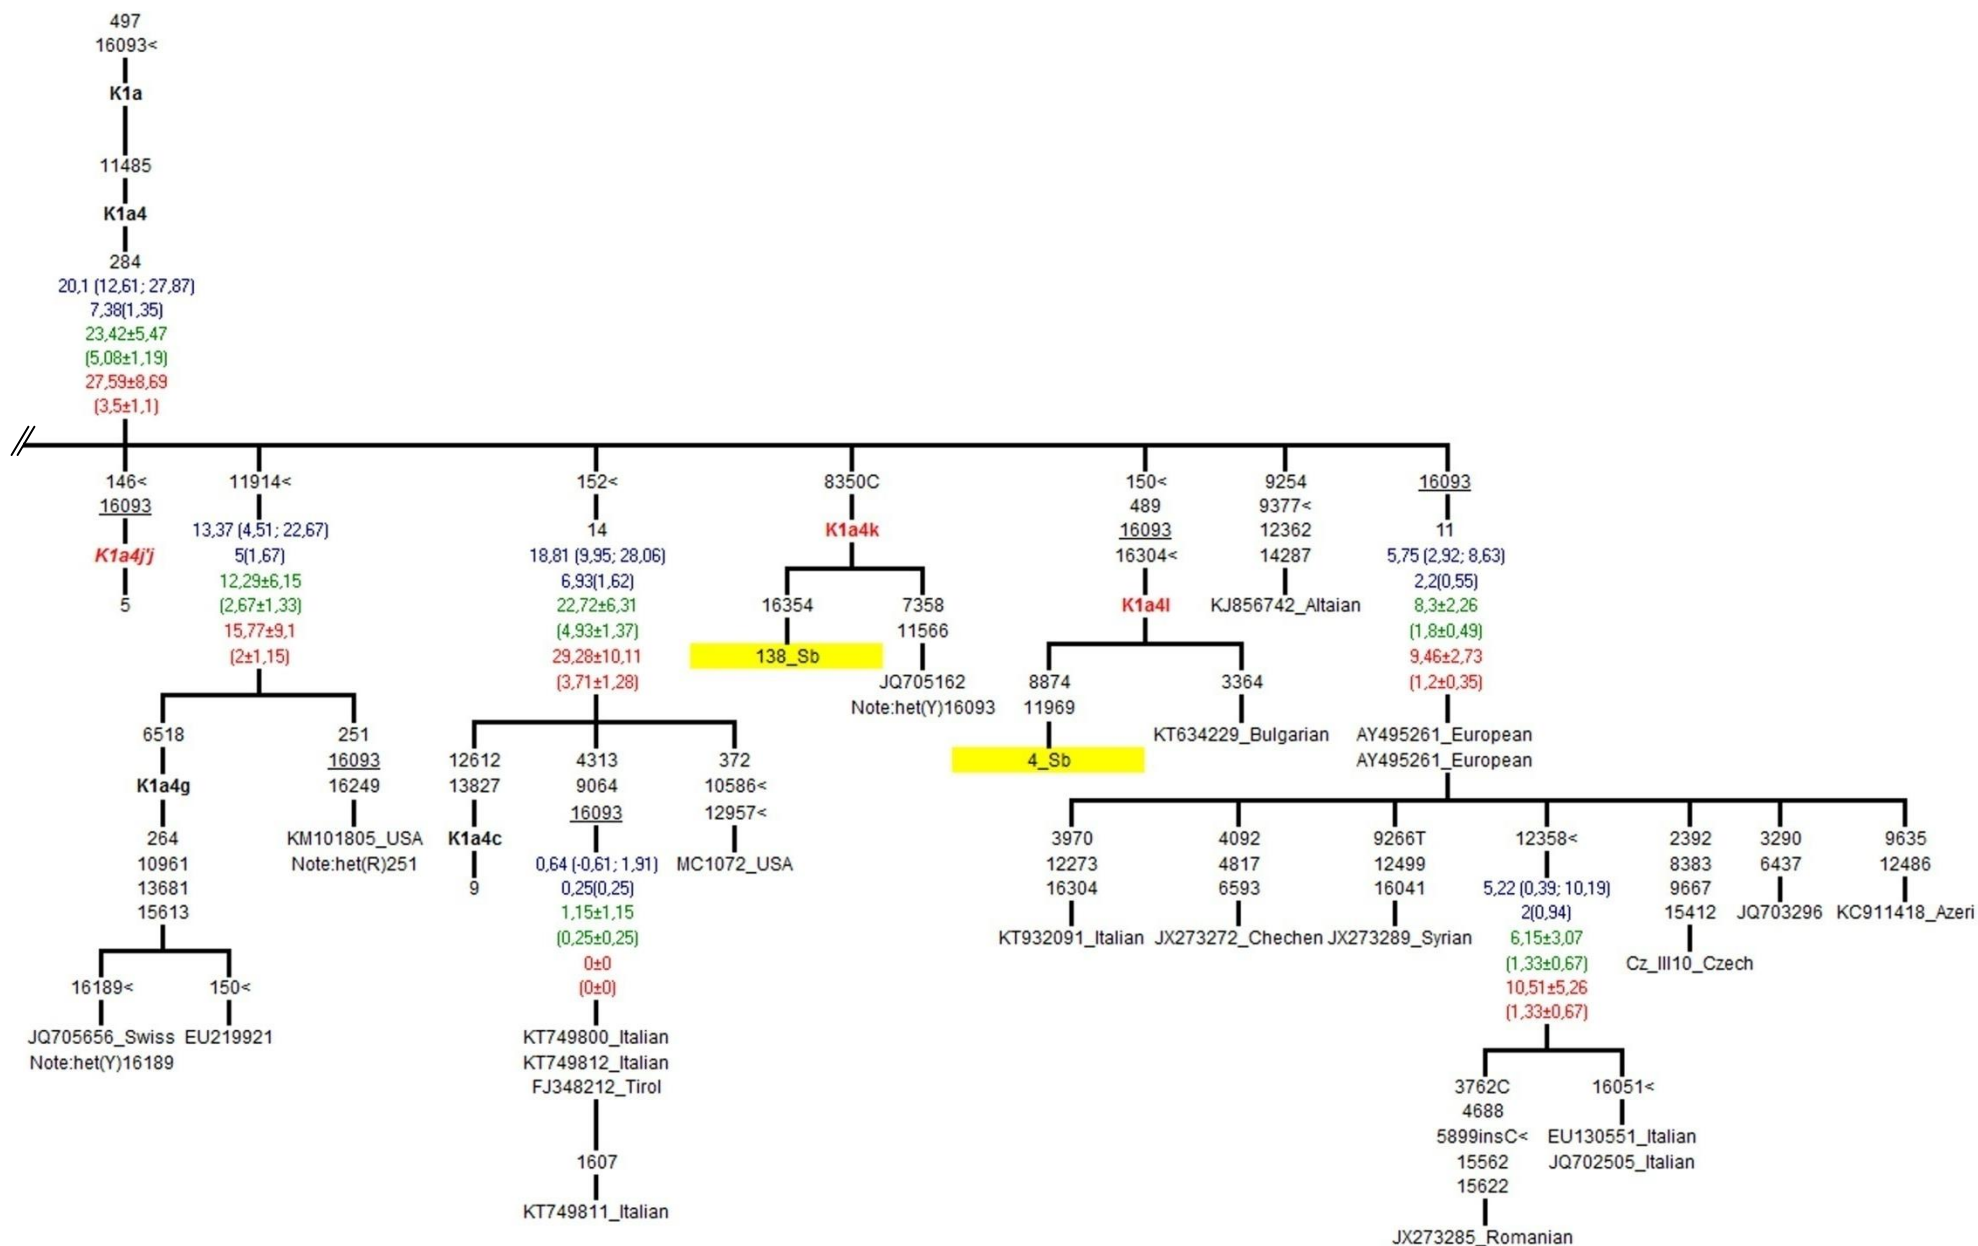 497
16093<
K1a
11485
K1a4
284
20,1 (12,61; 27,87)
7,38(1,35)
23,42±5,47
(5,08±1,19)
27,59±8,69
(3,5±1,1)
//
146<
16093
K1a4j'j
5
11914<
13,37 (4,51; 22,67)
5(1,67)
12,29±6,15
(2,67±1,33)
15,77±9,1
(2±1,15)
6518
K1a4g
264
10961
13681
15613
16189<
JQ705656_Swiss
Note:het(Y)16189
150<
EU219921
251
16093
16249
KM101805_USA
Note:het(R)251
152<
14
18,81 (9,95; 28,06)
6,93(1,62)
22,72±6,31
(4,93±1,37)
29,28±10,11
(3,71±1,28)
12612
13827
K1a4c
9
4313
9064
16093
0,64 (-0,61; 1,91)
0,25(0,25)
1,15±1,15
(0,25±0,25)
0±0
(0±0)
KT749800_Italian
KT749812_Italian
FJ348212_Tirol
1607
KT749811_Italian
372
10586<
12957<
MC1072_USA
8350C
K1a4k
16354
138_Sb
7358
11566
JQ705162
Note:het(Y)16093
150<
489
16093
16304<
K1a4l
8874
11969
4_Sb
3364
KT634229_Bulgarian
9254
9377<
12362
14287
KJ856742_Altaian
16093
11
5,75 (2,92; 8,63)
2,2(0,55)
8,3±2,26
(1,8±0,49)
9,46±2,73
(1,2±0,35)
AY495261_European
AY495261_European
3970
12273
16304
KT932091_Italian
4092
4817
6593
JX273272_Chechen
9266T
12499
16041
JX273289_Syrian
12358<
5,22 (0,39; 10,19)
2(0,94)
6,15±3,07
(1,33±0,67)
10,51±5,26
(1,33±0,67)
3762C
4688
5899insC<
15562
15622
JX273285_Romanian
16051<
EU130551_Italian
JQ702505_Italian
2392
8383
9667
15412
Cz_III10_Czech
3290
6437
JQ703296
9635
12486
KC911418_Azeri